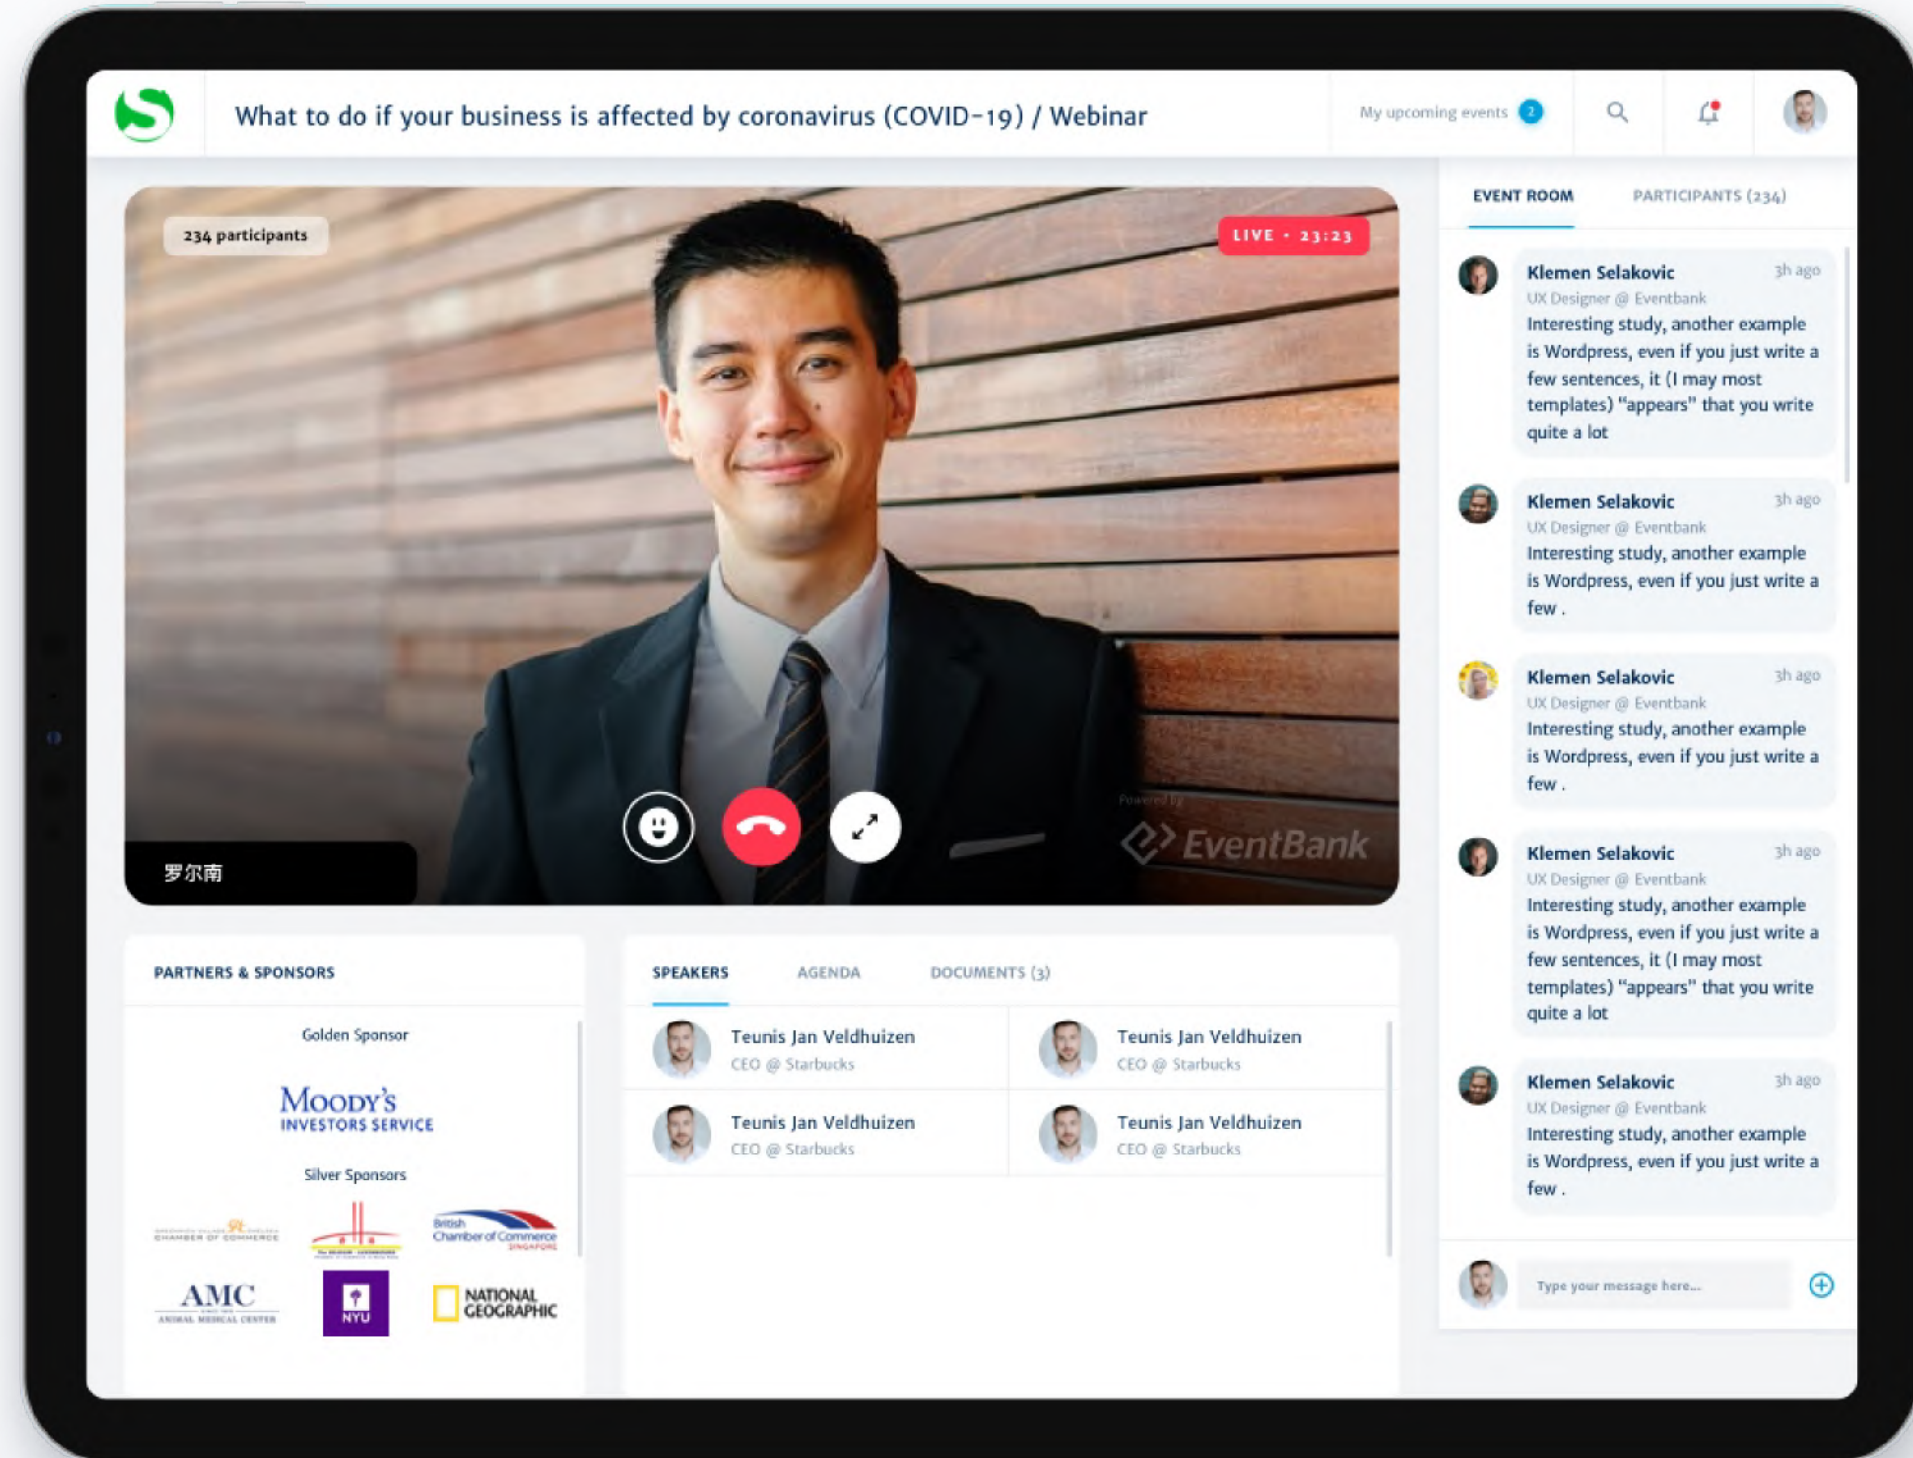 What to do if your business is affected by coronavirus (COVID-19) / Webinar
My upcoming events 2
234 participants
LIVE • 23:23
Powered by
EventBank
罗尔南
PARTNERS & SPONSORS
Golden Sponsor
MOODY'S
INVESTORS SERVICE
Silver Sponsors
CHAMBER OF COMMERCE
British
Chamber of Commerce
SINGAPORE
AMC
ANIMAL MEDICAL CENTER
NYU
NATIONAL
GEOGRAPHIC
SPEAKERS AGENDA DOCUMENTS (3)
Teunis Jan Veldhuizen
CEO @ Starbucks
Teunis Jan Veldhuizen
CEO @ Starbucks
Teunis Jan Veldhuizen
CEO @ Starbucks
Teunis Jan Veldhuizen
CEO @ Starbucks
EVENT ROOM PARTICIPANTS (234)
Klemen Selakovic 3h ago
UX Designer @ Eventbank
Interesting study, another example
is Wordpress, even if you just write a
few sentences, it (I may most
templates) “appears” that you write
quite a lot
Klemen Selakovic 3h ago
UX Designer @ Eventbank
Interesting study, another example
is Wordpress, even if you just write a
few .
Klemen Selakovic 3h ago
UX Designer @ Eventbank
Interesting study, another example
is Wordpress, even if you just write a
few .
Klemen Selakovic 3h ago
UX Designer @ Eventbank
Interesting study, another example
is Wordpress, even if you just write a
few sentences, it (I may most
templates) “appears” that you write
quite a lot
Klemen Selakovic 3h ago
UX Designer @ Eventbank
Interesting study, another example
is Wordpress, even if you just write a
few .
Type your message here...